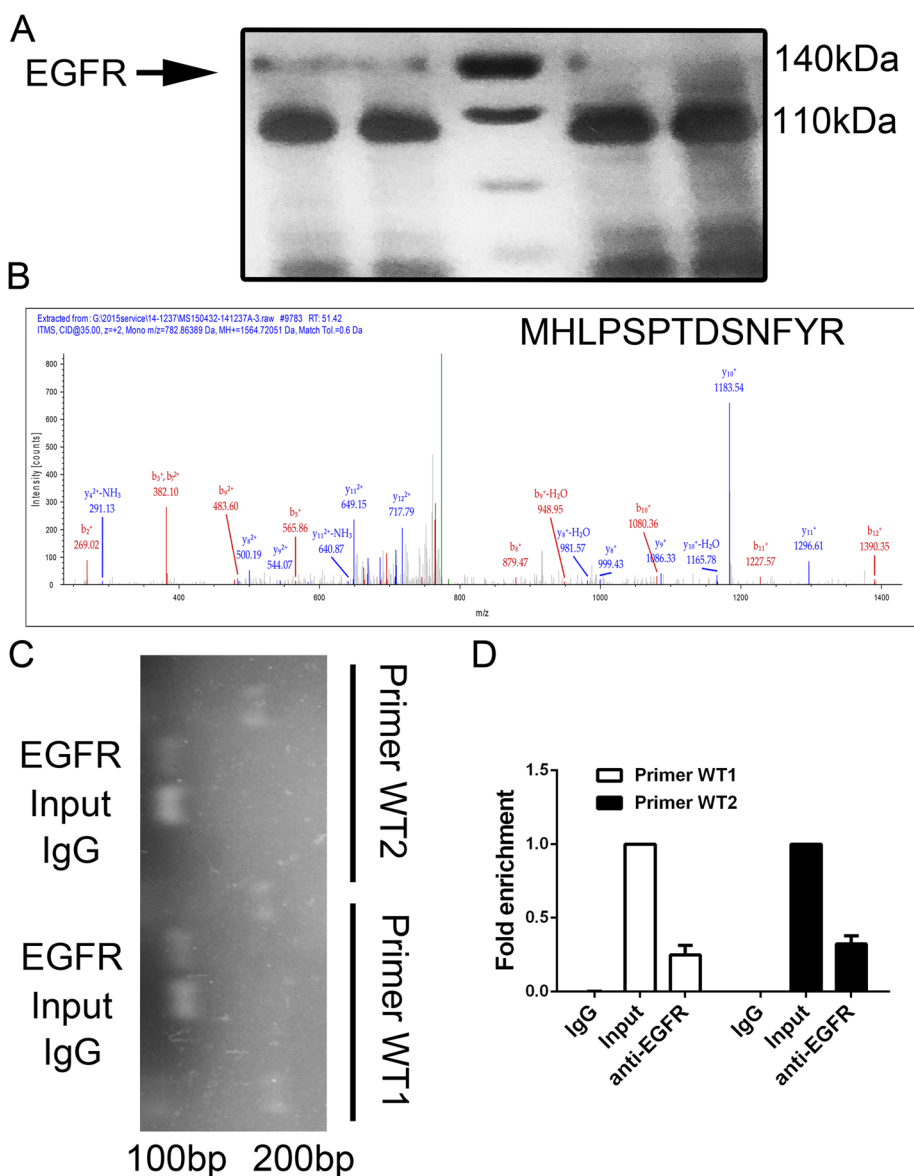 A
EGFR
140kDa
110kDa
B
Extracted from: G:\2015service\14-1237\MS150432-141237A-3.raw #9783 RT: 51.42
ITMS, CID@35.00, z=+2, Mono m/z=782.86389 Da, MH+=1564.72051 Da, Match Tol.=0.6 Da
MHLPSPTDSNFYR
Intensity [counts]
800
700
600
500
400
300
200
100
0
b₂⁺
269.02
y₄²⁺-NH₃
291.13
b₃⁺, b₇²⁺
382.10
b₉²⁺
483.60
y₈²⁺
500.19
y₉²⁺
544.07
b₅⁺
565.86
y₁₁²⁺-NH₃
640.87
y₁₁²⁺
649.15
y₁₂²⁺
717.79
b₈⁺
879.47
b₉⁺-H₂O
948.95
y₈⁺-H₂O
981.57
y₈⁺
999.43
b₁₀⁺
1080.36
y₉⁺
1086.33
y₁₀⁺-H₂O
1165.78
y₁₀⁺
1183.54
b₁₁⁺
1227.57
y₁₁⁺
1296.61
b₁₂⁺
1390.35
400
600
800
1000
1200
1400
m/z
C
EGFR
Input
IgG
Primer WT2
EGFR
Input
IgG
Primer WT1
100bp
200bp
D
Primer WT1
Primer WT2
Fold enrichment
1.5
1.0
0.5
0.0
IgG
Input
anti-EGFR
IgG
Input
anti-EGFR